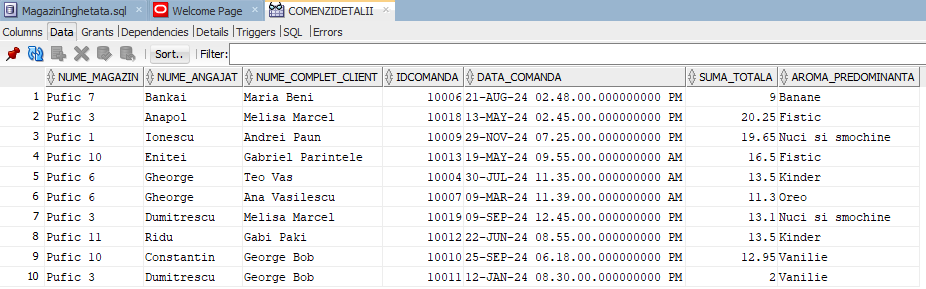 MagazinInghetata.sql Welcome Page COMENZIDETALII
Columns Data Grants Dependencies Details Triggers SQL Errors
Sort.. Filter:
NUME_MAGAZIN NUME_ANGAJAT NUME_COMPLET_CLIENT IDCOMANDA DATA_COMANDA SUMA_TOTALA AROMA_PREDOMINANTA
1 Pufic 7 Bankai Maria Beni 10006 21-AUG-24 02.48.00.000000000 PM 9 Banane
2 Pufic 3 Anapol Melisa Marcel 10018 13-MAY-24 02.45.00.000000000 PM 20.25 Fistic
3 Pufic 1 Ionescu Andrei Paun 10009 29-NOV-24 07.25.00.000000000 PM 19.65 Nuci si smochine
4 Pufic 10 Enitei Gabriel Parintele 10013 19-MAY-24 09.55.00.000000000 AM 16.5 Fistic
5 Pufic 6 Gheorge Teo Vas 10004 30-JUL-24 11.35.00.000000000 AM 13.5 Kinder
6 Pufic 6 Gheorge Ana Vasilescu 10007 09-MAR-24 11.39.00.000000000 AM 11.3 Oreo
7 Pufic 3 Dumitrescu Melisa Marcel 10019 09-SEP-24 12.45.00.000000000 PM 13.1 Nuci si smochine
8 Pufic 11 Ridu Gabi Paki 10012 22-JUN-24 08.55.00.000000000 PM 13.5 Kinder
9 Pufic 10 Constantin George Bob 10010 25-SEP-24 06.18.00.000000000 PM 12.95 Vanilie
10 Pufic 3 Dumitrescu George Bob 10011 12-JAN-24 08.30.00.000000000 PM 2 Vanilie